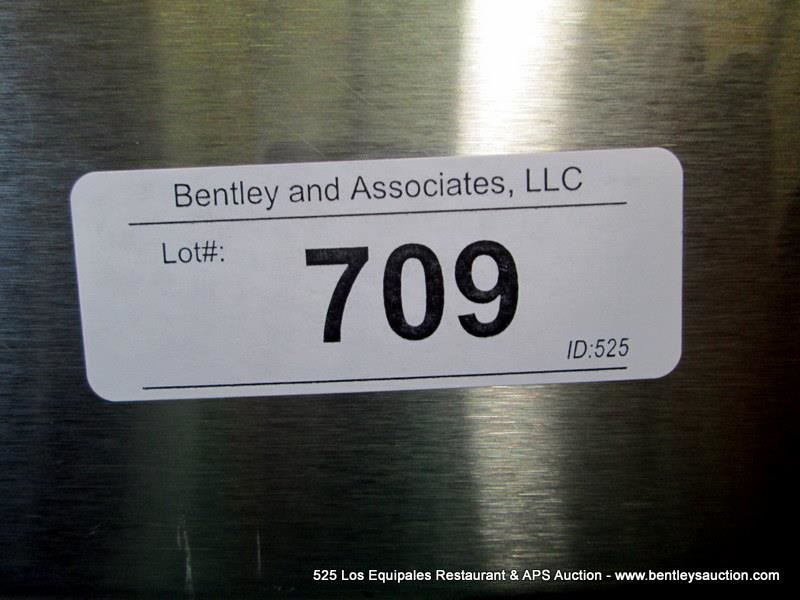 Bentley and Associates, LLC
Lot#:
709
ID:525
525 Los Equipales Restaurant & APS Auction - www.bentleysauction.com